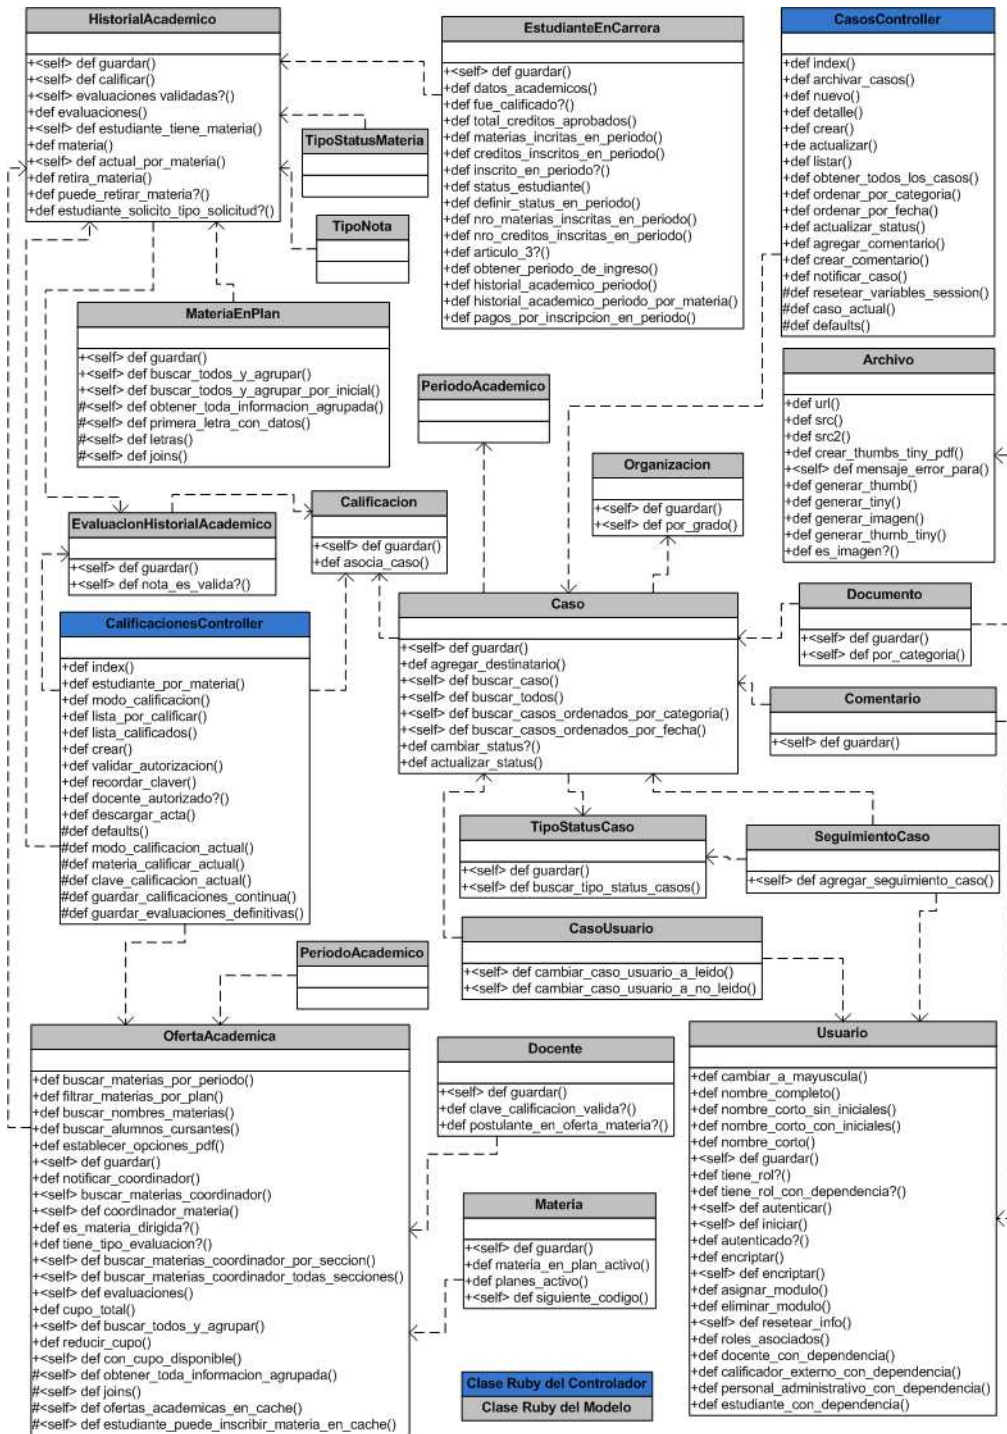 HistorialAcademico
+<self> def guardar()
+<self> def calificar()
+<self> evaluaciones validadas?()
+def evaluaciones()
+<self> def estudiante_tiene_materia()
+def materia()
+<self> def actual_por_materia()
+def retira_materia()
+def puede_retirar_materia?()
+def estudiante_solicito_tipo_solicitud?()
EstudianteEnCarrera
+<self> def guardar()
+def datos_academicos()
+def fue_calificado?()
+def total_creditos_aprobados()
+def materias_incritas_en_periodo()
+def creditos_inscritos_en_periodo()
+def inscrito_en_periodo?()
+def status_estudiante()
+def definir_status_en_periodo()
+def nro_materias_inscritas_en_periodo()
+def nro_creditos_inscritas_en_periodo()
+def articulo_3?()
+def obtener_periodo_de_ingreso()
+def historial_academico_periodo()
+def historial_academico_periodo_por_materia()
+def pagos_por_inscripcion_en_periodo()
CasosController
+def index()
+def archivar_casos()
+def nuevo()
+def detalle()
+def crear()
+de actualizar()
+def listar()
+def obtener_todos_los_casos()
+def ordenar_por_categoria()
+def ordenar_por_fecha()
+def actualizar_status()
+def agregar_comentario()
+def crear_comentario()
+def notificar_caso()
#def resetear_variables_session()
#def caso_actual()
#def defaults()
TipoStatusMateria
TipoNota
MateriaEnPlan
+<self> def guardar()
+<self> def buscar_todos_y_agrupar()
+<self> def buscar_todos_y_agrupar_por_inicial()
#<self> def obtener_toda_informacion_agrupada()
#<self> def primera_letra_con_datos()
#<self> def letras()
#<self> def joins()
PeriodoAcademico
Archivo
+def url()
+def src()
+def src2()
+def crear_thumbs_tiny_pdf()
+<self> def mensaje_error_para()
+def generar_thumb()
+def generar_tiny()
+def generar_imagen()
+def generar_thumb_tiny()
+def es_imagen?()
Organizacion
+<self> def guardar()
+<self> def por_grado()
Calificacion
+<self> def guardar()
+def asocia_caso()
EvaluacionHistorialAcademico
+<self> def guardar()
+<self> def nota_es_valida?()
Caso
+<self> def guardar()
+def agregar_destinatario()
+<self> def buscar_caso()
+<self> def buscar_todos()
+<self> def buscar_casos_ordenados_por_categoria()
+<self> def buscar_casos_ordenados_por_fecha()
+def cambiar_status?()
+def actualizar_status()
Documento
+<self> def guardar()
+<self> def por_categoria()
CalificacionesController
+def index()
+def estudiante_por_materia()
+def modo_calificacion()
+def lista_por_calificar()
+def lista_calificados()
+def crear()
+def validar_autorizacion()
+def recordar_claver()
+def docente_autorizado?()
+def descargar_acta()
#def defaults()
#def modo_calificacion_actual()
#def materia_calificar_actual()
#def clave_calificacion_actual()
#def guardar_calificaciones_continua()
#def guardar_evaluaciones_definitivas()
Comentario
+<self> def guardar()
TipoStatusCaso
+<self> def guardar()
+<self> def buscar_tipo_status_casos()
SeguimientoCaso
+<self> def agregar_seguimiento_caso()
CasoUsuario
+<self> def cambiar_caso_usuario_a_leido()
+<self> def cambiar_caso_usuario_a_no_leido()
PeriodoAcademico
OfertaAcademica
+def buscar_materias_por_periodo()
+def filtrar_materias_por_plan()
+def buscar_nombres_materias()
+def buscar_alumnos_cursantes()
+def establecer_opciones_pdf()
+<self> def guardar()
+def notificar_coordinador()
+<self> buscar_materias_coordinador()
+<self> def coordinador_materia()
+def es_materia_dirigida?()
+def tiene_tipo_evaluacion?()
+<self> def buscar_materias_coordinador_por_seccion()
+<self> def buscar_materias_coordinador_todas_secciones()
+<self> def evaluaciones()
+def cupo_total()
+<self> def buscar_todos_y_agrupar()
+def reducir_cupo()
+<self> def con_cupo_disponible()
#<self> def obtener_toda_informacion_agrupada()
#<self> def joins()
#<self> def ofertas_academicas_en_cache()
#<self> def estudiante_puede_inscribir_materia_en_cache()
Docente
+<self> def guardar()
+def clave_calificacion_valida?()
+def postulante_en_oferta_materia?()
Materia
+<self> def guardar()
+def materia_en_plan_activo()
+def planes_activo()
+<self> def siguiente_codigo()
Usuario
+def cambiar_a_mayuscula()
+def nombre_completo()
+def nombre_corto_sin_iniciales()
+def nombre_corto_con_iniciales()
+def nombre_corto()
+<self> def guardar()
+def tiene_rol?()
+def tiene_rol_con_dependencia?()
+<self> def autenticar()
+<self> def iniciar()
+def autenticado?()
+def encriptar()
+<self> def encriptar()
+def asignar_modulo()
+def eliminar_modulo()
+<self> def resetear_info()
+def roles_asociados()
+def docente_con_dependencia()
+def calificador_externo_con_dependencia()
+def personal_administrativo_con_dependencia()
+def estudiante_con_dependencia()
Clase Ruby del Controlador
Clase Ruby del Modelo